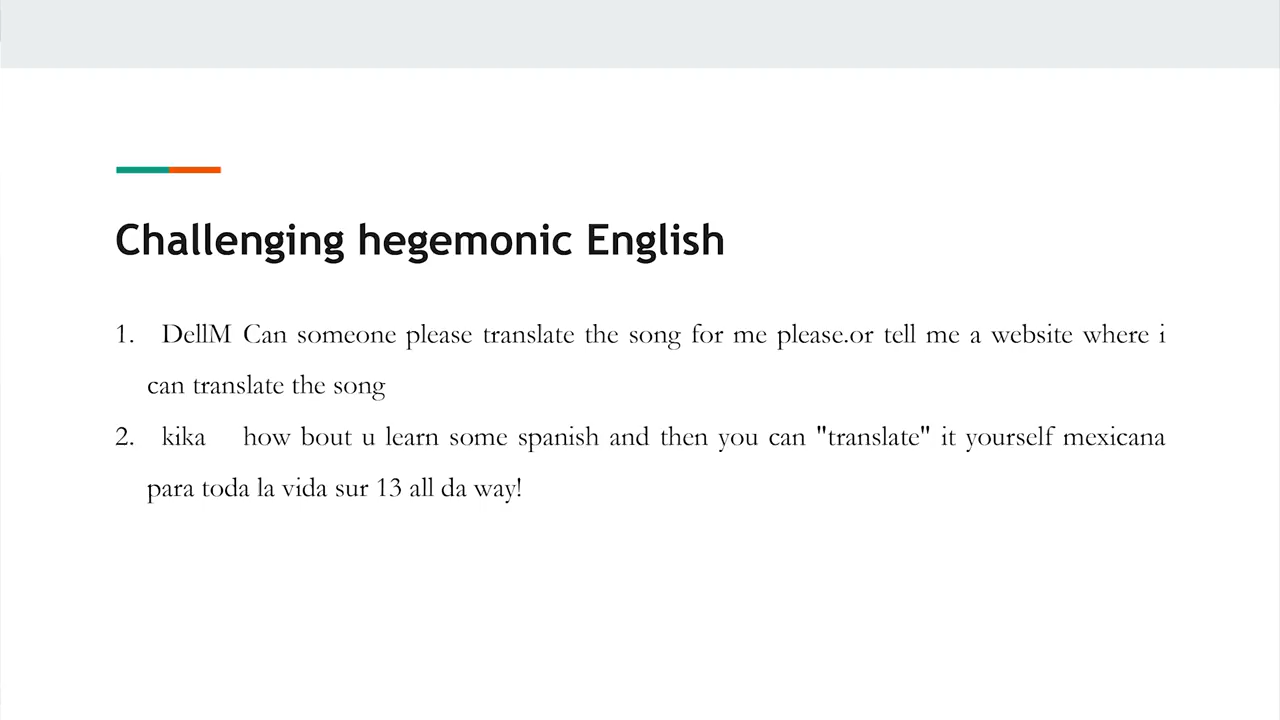 Challenging hegemonic English
1. DellM Can someone please translate the song for me please.or tell me a website where i
can translate the song
2. kika how bout u learn some spanish and then you can "translate" it yourself mexicana
para toda la vida sur 13 all da way!